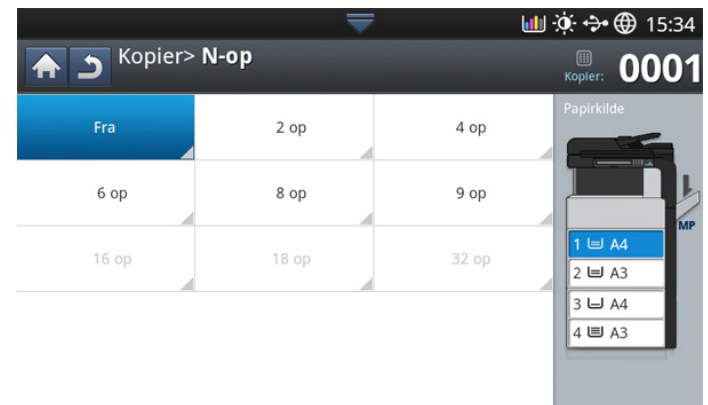 15:34
Kopier> N-op
Kopier: 0001
Fra 2 op 4 op
6 op 8 op 9 op
16 op 18 op 32 op
Papirkilde
MP
1 A4
2 A3
3 A4
4 A3